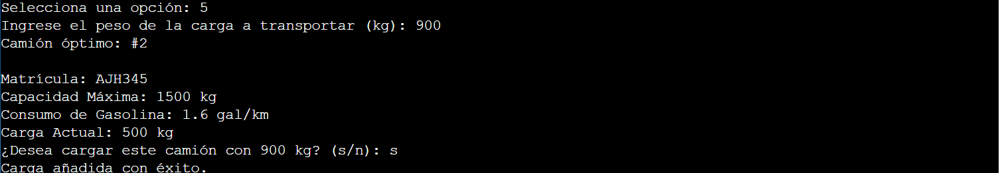 Selecciona una opción: 5
Ingrese el peso de la carga a transportar (kg): 900
Camión óptimo: #2
Matrícula: AJH345
Capacidad Máxima: 1500 kg
Consumo de Gasolina: 1.6 gal/km
Carga Actual: 500 kg
¿Desea cargar este camión con 900 kg? (s/n): s
Carga añadida con éxito.